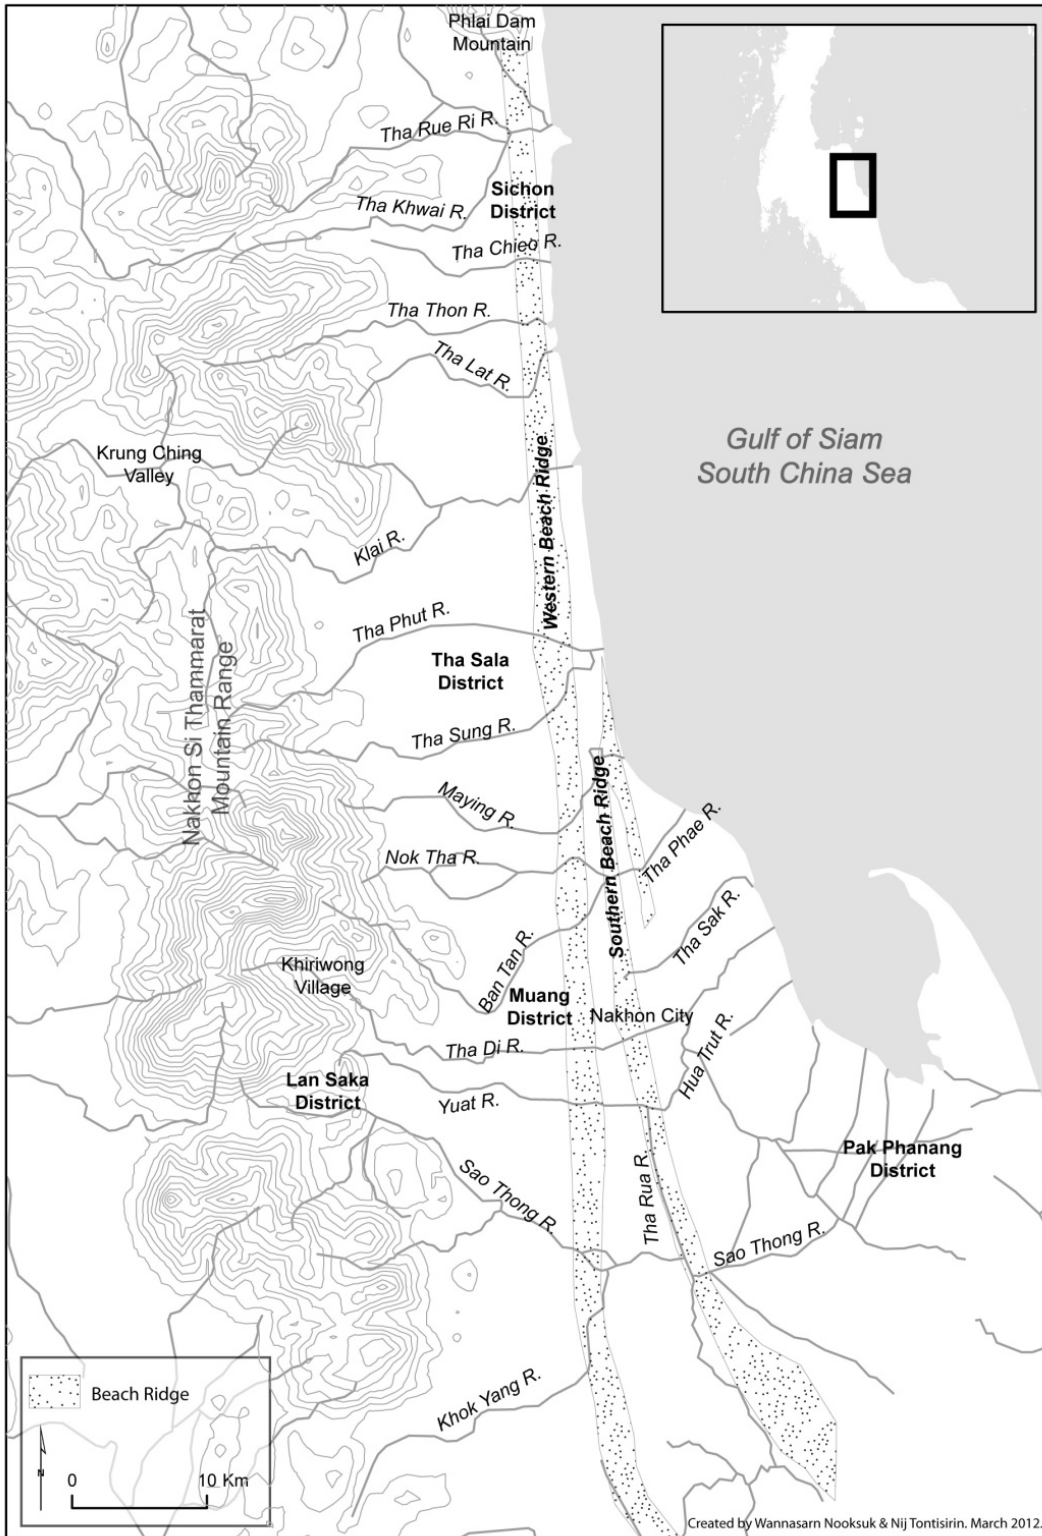 Phlai Dam
Mountain
Tha Rue Ri R.
Sichon
District
Tha Khwai R.
Tha Chieo R.
Tha Thon R.
Tha Lat R.
Gulf of Siam
South China Sea
Krung Ching
Valley
Western Beach Ridge
Klai R.
Tha Phut R.
Nakhon Si Thammarat
Mountain Range
Tha Sala
District
Tha Sung R.
Maying R.
Southern Beach Ridge
Tha Phae R.
Nok Tha R.
Tha Sak R.
Ban Tan R.
Khiriwong
Village
Muang
District
Nakhon City
Hua Trut R.
Tha Di R.
Lan Saka
District
Yuat R.
Pak Phanang
District
Sao Thong R.
Tha Rua R.
Sao Thong R.
Khok Yang R.
Beach Ridge
N
0 10 Km
Created by Wannasarn Nooksuk & Nij Tontisirin. March 2012.